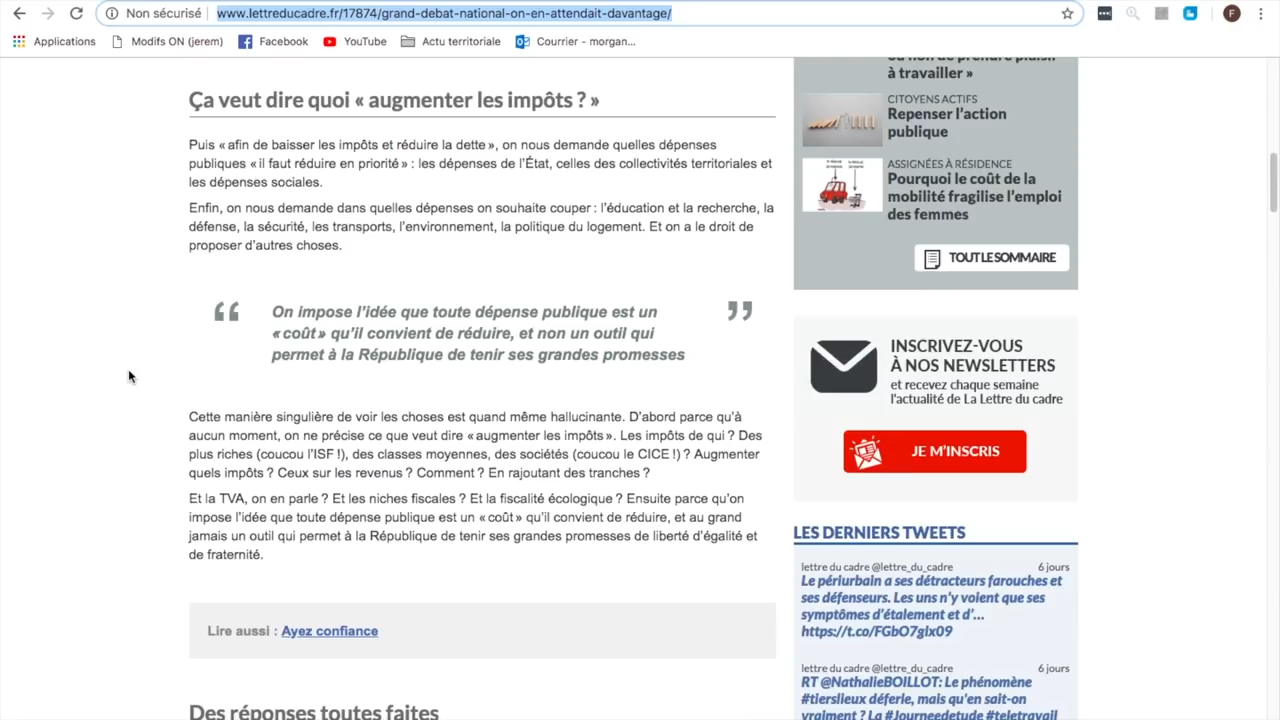 Non sécurisé
www.lettreducadre.fr/17874/grand-debat-national-on-en-attendait-davantage/
F
Applications
Modifs ON (jerem)
Facebook
YouTube
Actu territoriale
Courrier - morgan...
Ça veut dire quoi « augmenter les impôts ? »
Puis « afin de baisser les impôts et réduire la dette », on nous demande quelles dépenses
publiques « il faut réduire en priorité » : les dépenses de l'État, celles des collectivités territoriales et
les dépenses sociales.
Enfin, on nous demande dans quelles dépenses on souhaite couper : l'éducation et la recherche, la
défense, la sécurité, les transports, l'environnement, la politique du logement. Et on a le droit de
proposer d'autres choses.
“ On impose l'idée que toute dépense publique est un ”
« coût » qu'il convient de réduire, et non un outil qui
permet à la République de tenir ses grandes promesses
Cette manière singulière de voir les choses est quand même hallucinante. D'abord parce qu'à
aucun moment, on ne précise ce que veut dire « augmenter les impôts ». Les impôts de qui ? Des
plus riches (coucou l'ISF !), des classes moyennes, des sociétés (coucou le CICE !) ? Augmenter
quels impôts ? Ceux sur les revenus ? Comment ? En rajoutant des tranches ?
Et la TVA, on en parle ? Et les niches fiscales ? Et la fiscalité écologique ? Ensuite parce qu'on
impose l'idée que toute dépense publique est un « coût » qu'il convient de réduire, et au grand
jamais un outil qui permet à la République de tenir ses grandes promesses de liberté d'égalité et
de fraternité.
Lire aussi : Ayez confiance
Des réponses toutes faites
ou non de prendre plaisir
à travailler »
CITOYENS ACTIFS
Repenser l'action
publique
ASSIGNÉES À RÉSIDENCE
Pourquoi le coût de la
mobilité fragilise l'emploi
des femmes
TOUT LE SOMMAIRE
INSCRIVEZ-VOUS
À NOS NEWSLETTERS
et recevez chaque semaine
l'actualité de La Lettre du cadre
JE M'INSCRIS
LES DERNIERS TWEETS
lettre du cadre @lettre_du_cadre 6 jours
Le périurbain a ses détracteurs farouches et
ses défenseurs. Les uns n'y voient que ses
symptômes d'étalement et d'...
https://t.co/FGbO7glx09
lettre du cadre @lettre_du_cadre 6 jours
RT @NathalieBOILLOT: Le phénomène
#tierslieux déferle, mais qu'en sait-on
vraiment ? La #Journeedetude #teletravail